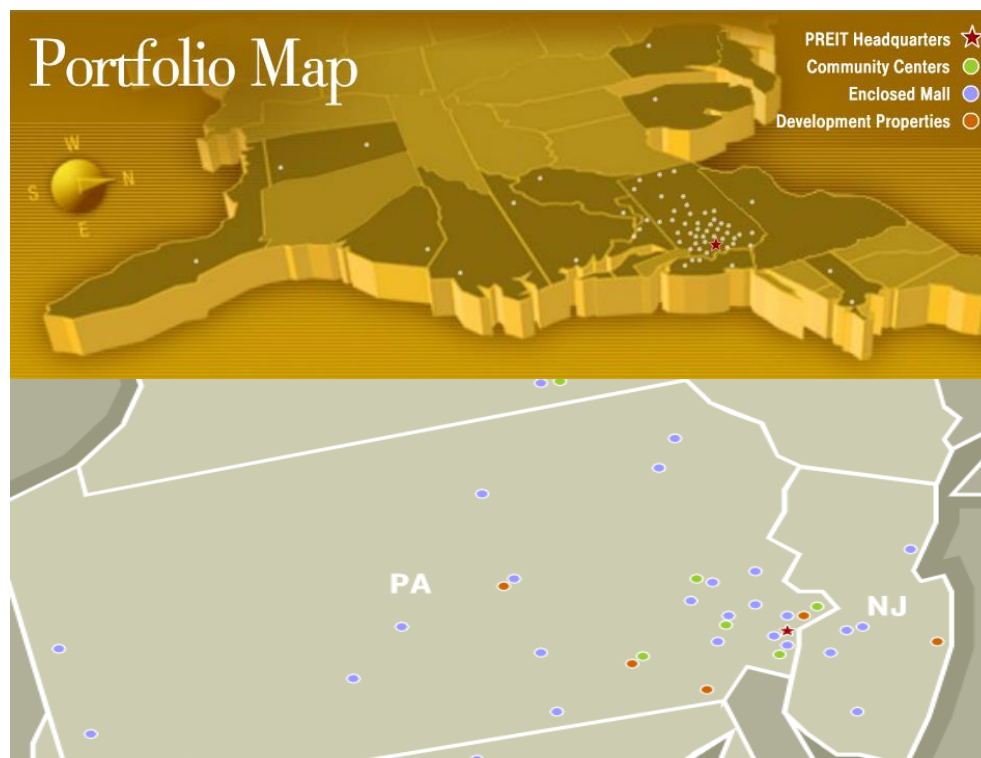 Portfolio Map
PREIT Headquarters
Community Centers
Enclosed Mall
Development Properties
W
N
S
E
PA
NJ